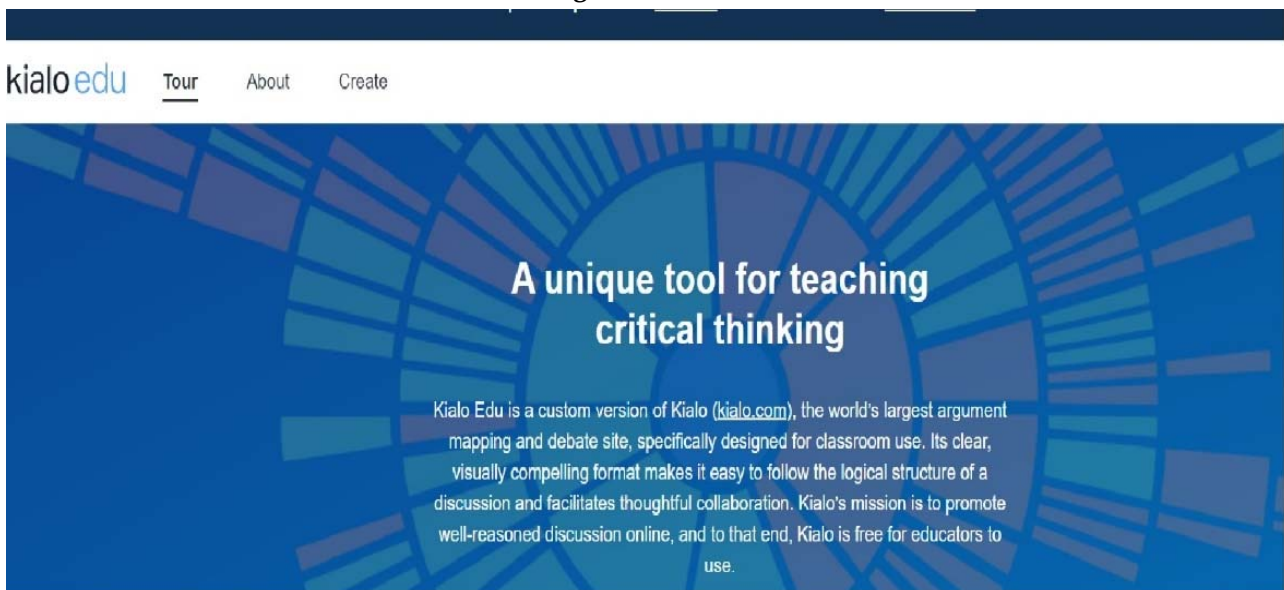 kialo edu Tour About Create
A unique tool for teaching
critical thinking
Kialo Edu is a custom version of Kialo (kialo.com), the world's largest argument
mapping and debate site, specifically designed for classroom use. Its clear,
visually compelling format makes it easy to follow the logical structure of a
discussion and facilitates thoughtful collaboration. Kialo's mission is to promote
well-reasoned discussion online, and to that end, Kialo is free for educators to
use.